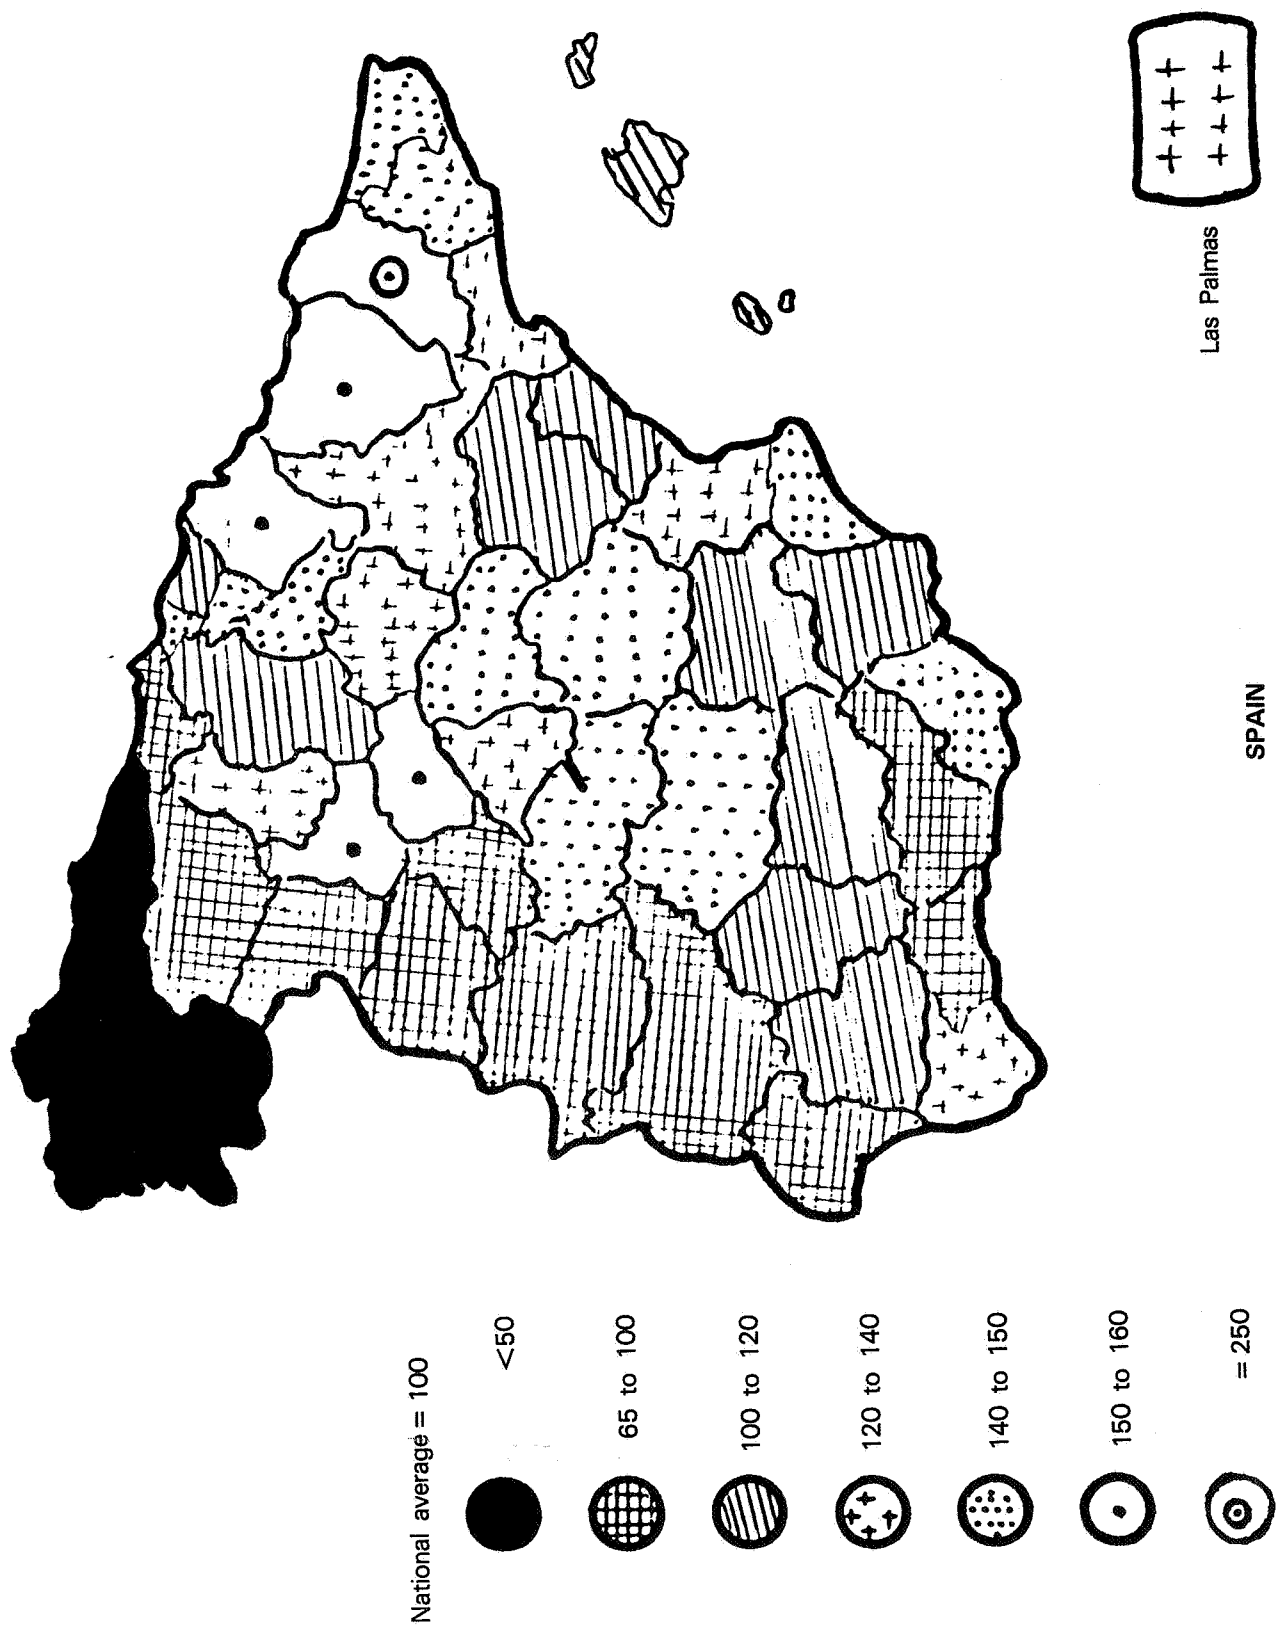 National average = 100
<50
65 to 100
100 to 120
120 to 140
140 to 150
150 to 160
= 250
Las Palmas
SPAIN